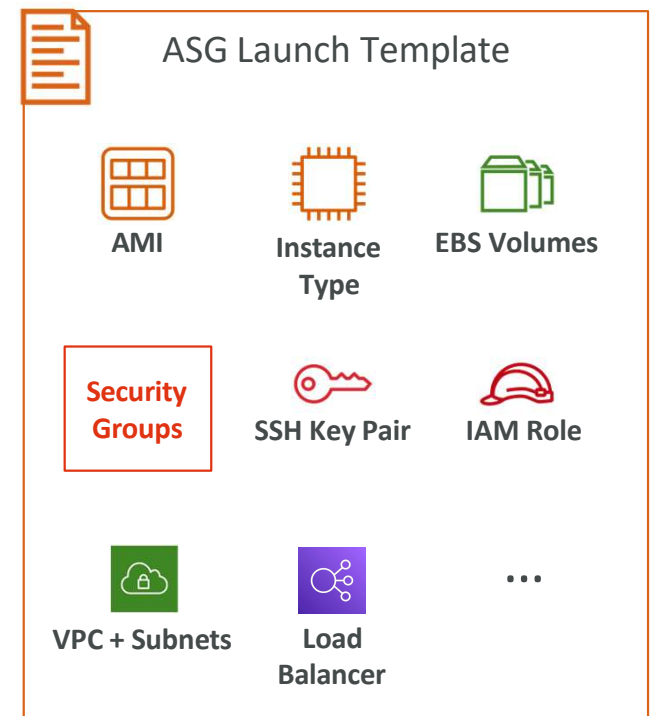 ASG Launch Template
AMI
Instance
Type
EBS Volumes
Security
Groups
SSH Key Pair
IAM Role
VPC + Subnets
Load
Balancer
...